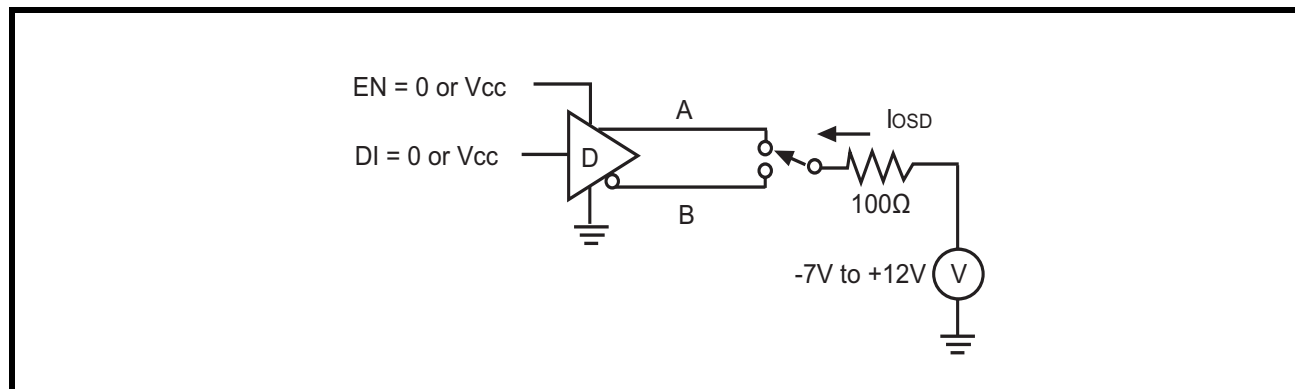 EN = 0 or Vcc
A
IOSD
DI = 0 or Vcc
D
100Ω
B
-7V to +12V
V